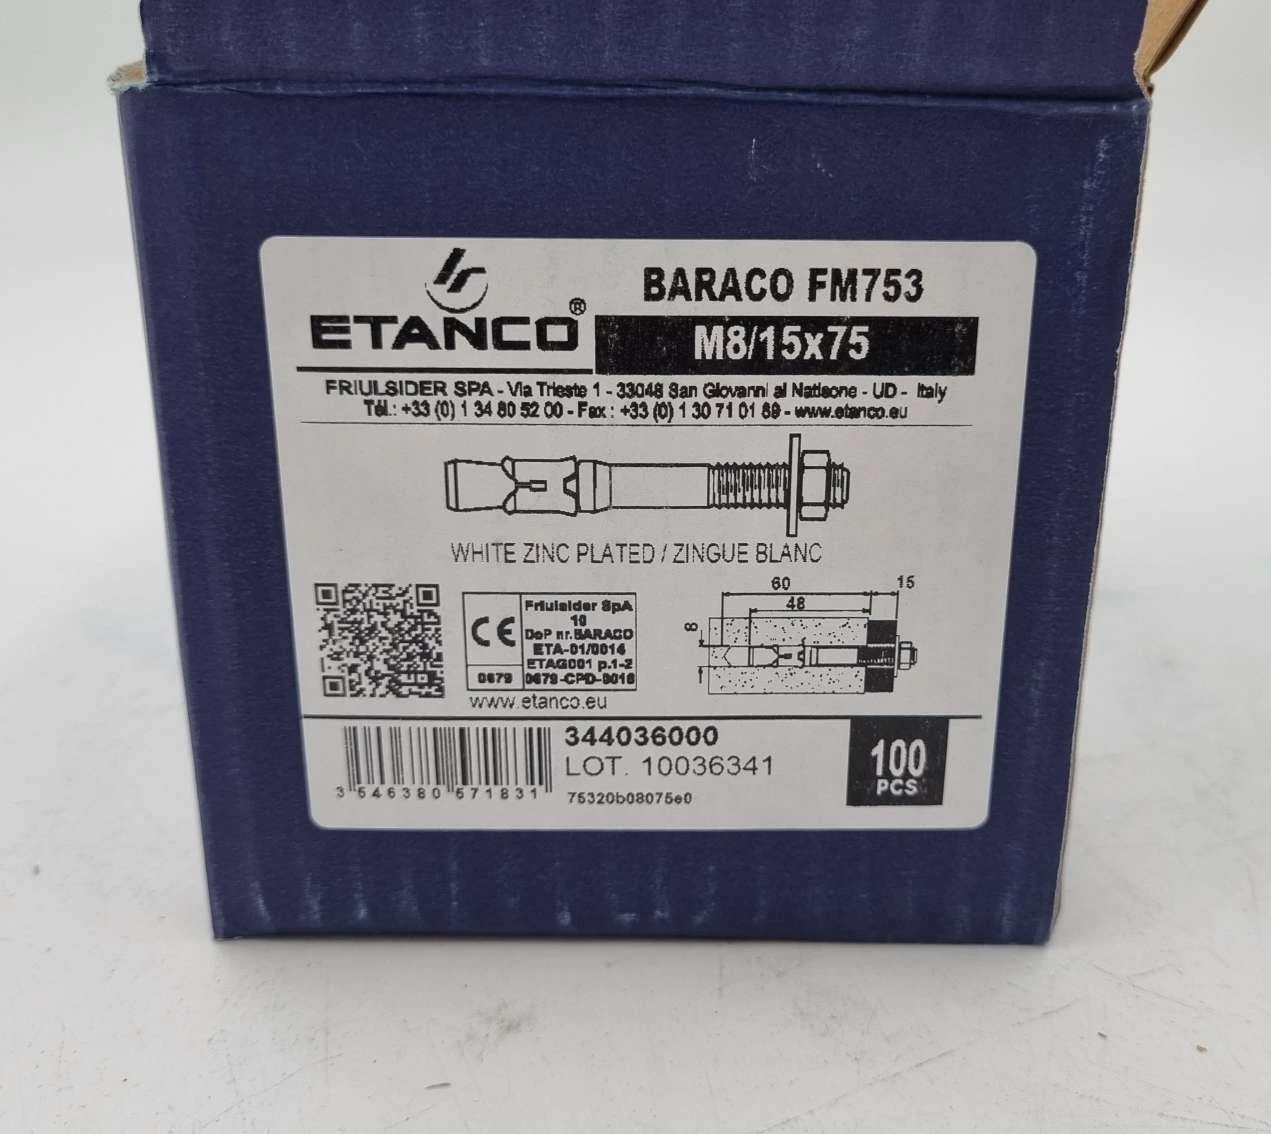 ETANCO®
BARACO FM753
M8/15x75
FRIULSIDER SPA - Via Trieste 1 - 33048 San Giovanni al Natisone - UD - Italy
Tél.: +33 (0) 1 34 80 52 00 - Fax : +33 (0) 1 30 71 01 89 - www.etanco.eu
WHITE ZINC PLATED / ZINGUE BLANC
60
15
48
8
CE
0679
Friulsider SpA
10
DoP nr.BARACO
ETA-01/0014
ETAG001 p.1-2
0679-CPD-0016
www.etanco.eu
3 546380 571831
344036000
LOT. 10036341
75320b08075e0
100
PCS